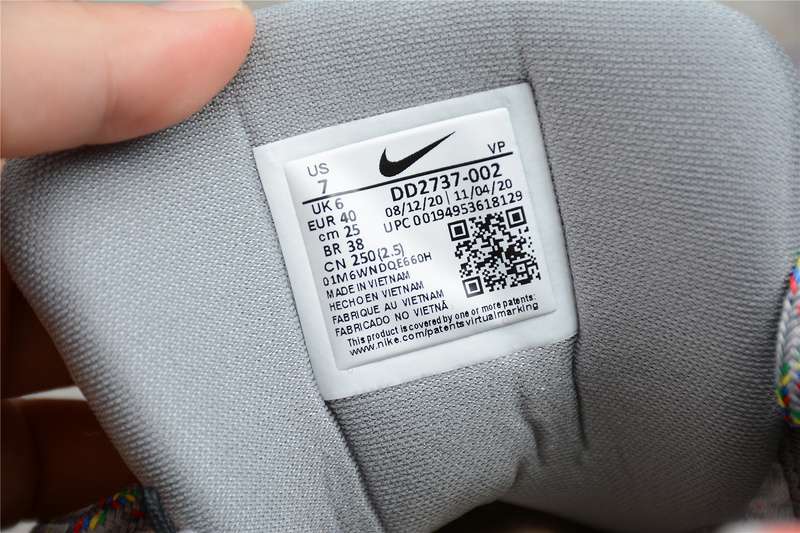 US
7
VP
DD2737-002
UK 6
08/12/20 | 11/04/20
EUR 40
UPC 00194953618129
cm 25
BR 38
CN 250(2.5)
01M6WNDQE660H
MADE IN VIETNAM
HECHO EN VIETNAM
FABRIQUE AU VIETNAM
FABRICADO NO VIETNÃ
This product is covered by one or more patents:
www.nike.com/patentsvirtualmarking